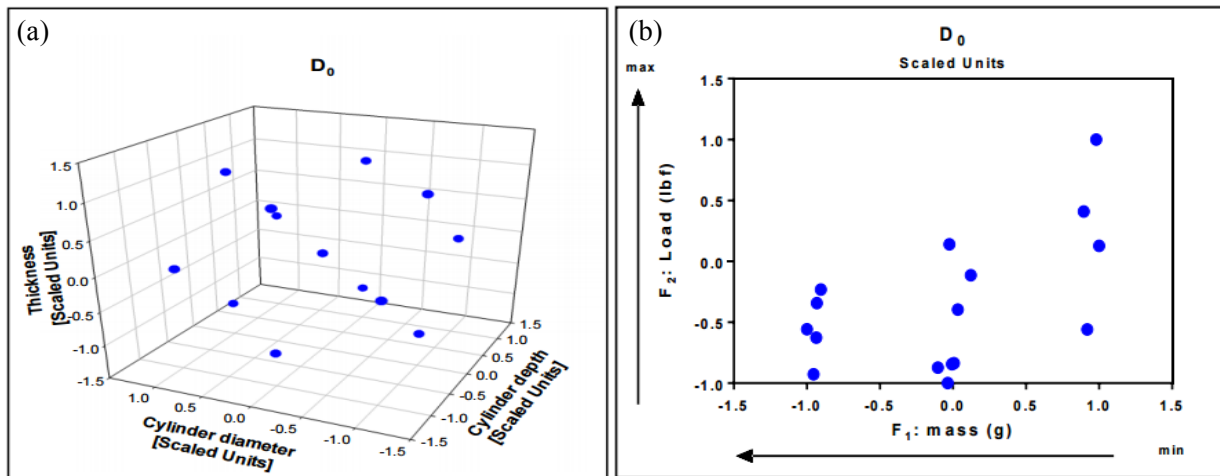 (a)
D0
1.5
1.0
0.5
0.0
-0.5
-1.0
-1.5
Thickness
[Scaled Units]
1.0
0.5
0.0
-0.5
-1.0
-1.5
Cylinder diameter
[Scaled Units]
1.5
1.0
0.5
0.0
-0.5
-1.0
-1.5
Cylinder depth
[Scaled Units]
(b)
D0
Scaled Units
max
1.5
1.0
0.5
0.0
-0.5
-1.0
F2: Load (lbf)
-1.5 -1.0 -0.5 0.0 0.5 1.0 1.5
F1: mass (g)
min